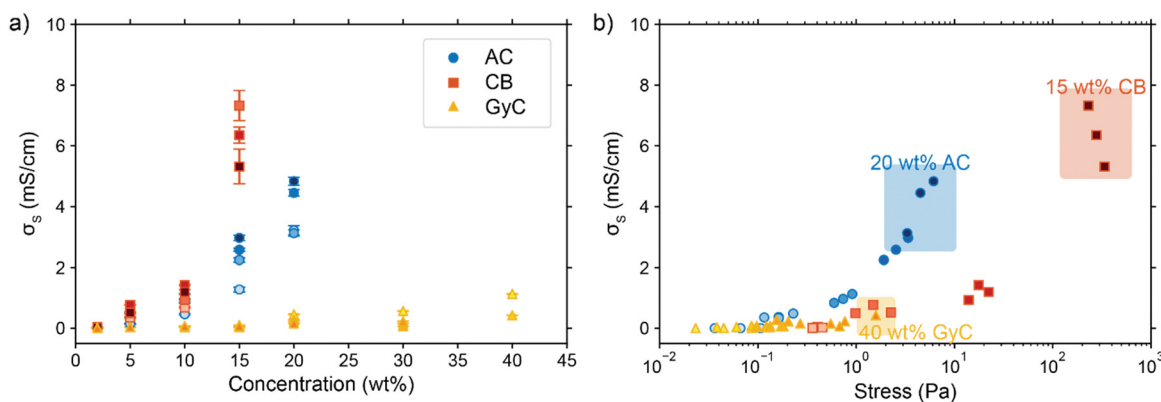 a)
10
8
6
4
2
0
σS (mS/cm)
0 5 10 15 20 25 30 35 40 45
Concentration (wt%)
AC
CB
GyC
b)
10
8
6
4
2
0
σS (mS/cm)
15 wt% CB
20 wt% AC
40 wt% GyC
10⁻² 10⁻¹ 10⁰ 10¹ 10² 10³
Stress (Pa)